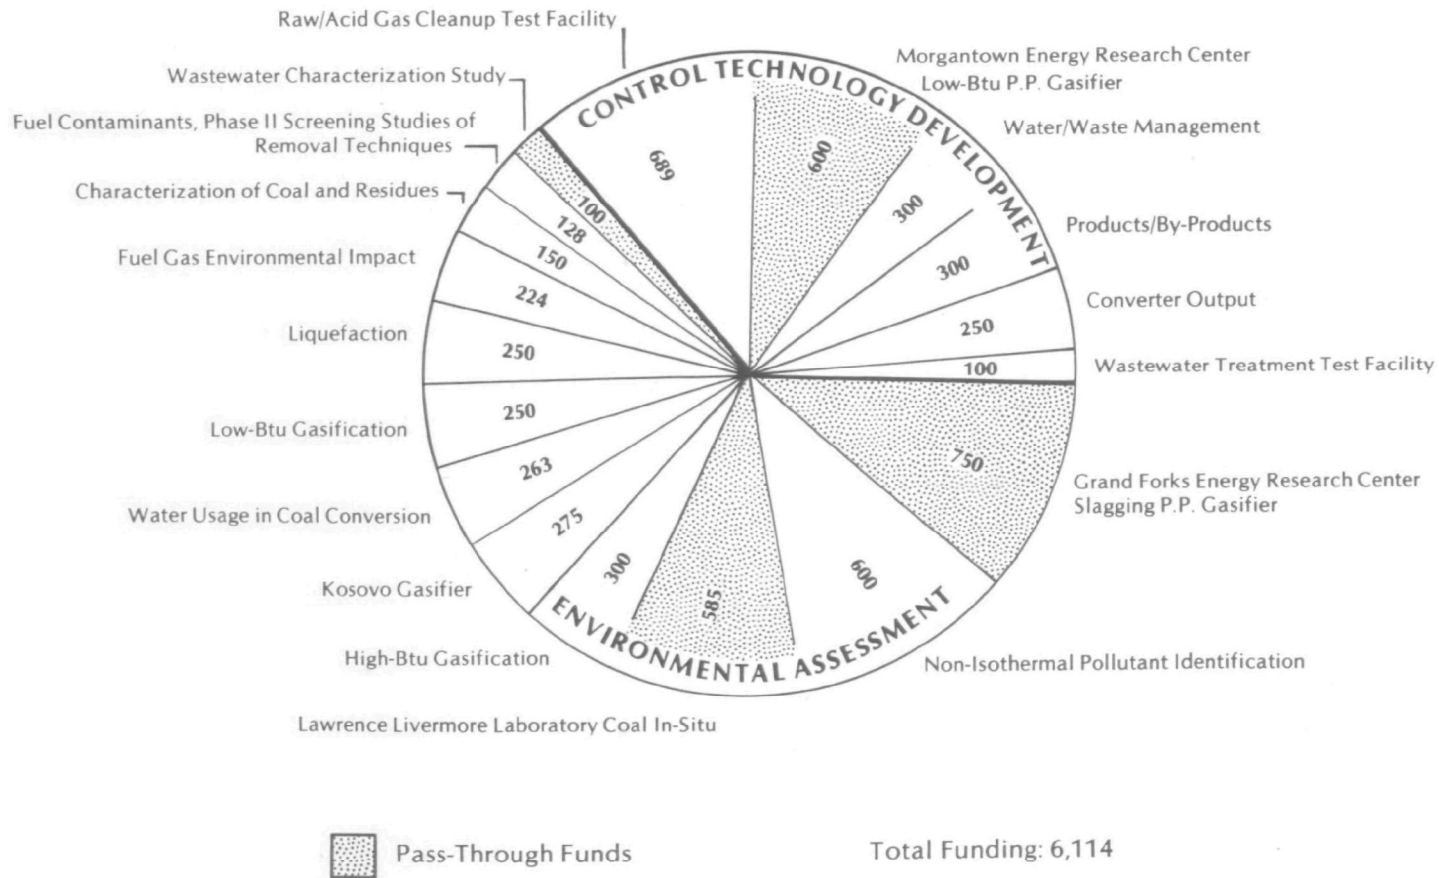 Raw/Acid Gas Cleanup Test Facility
Wastewater Characterization Study
Fuel Contaminants, Phase II Screening Studies of
Removal Techniques
Characterization of Coal and Residues
Fuel Gas Environmental Impact
Liquefaction
Low-Btu Gasification
Water Usage in Coal Conversion
Kosovo Gasifier
High-Btu Gasification
Lawrence Livermore Laboratory Coal In-Situ
CONTROL TECHNOLOGY DEVELOPMENT
689
600
300
300
250
100
750
600
585
300
275
263
250
250
224
150
128
100
ENVIRONMENTAL ASSESSMENT
Morgantown Energy Research Center
Low-Btu P.P. Gasifier
Water/Waste Management
Products/By-Products
Converter Output
Wastewater Treatment Test Facility
Grand Forks Energy Research Center
Slagging P.P. Gasifier
Non-Isothermal Pollutant Identification
Pass-Through Funds
Total Funding: 6,114